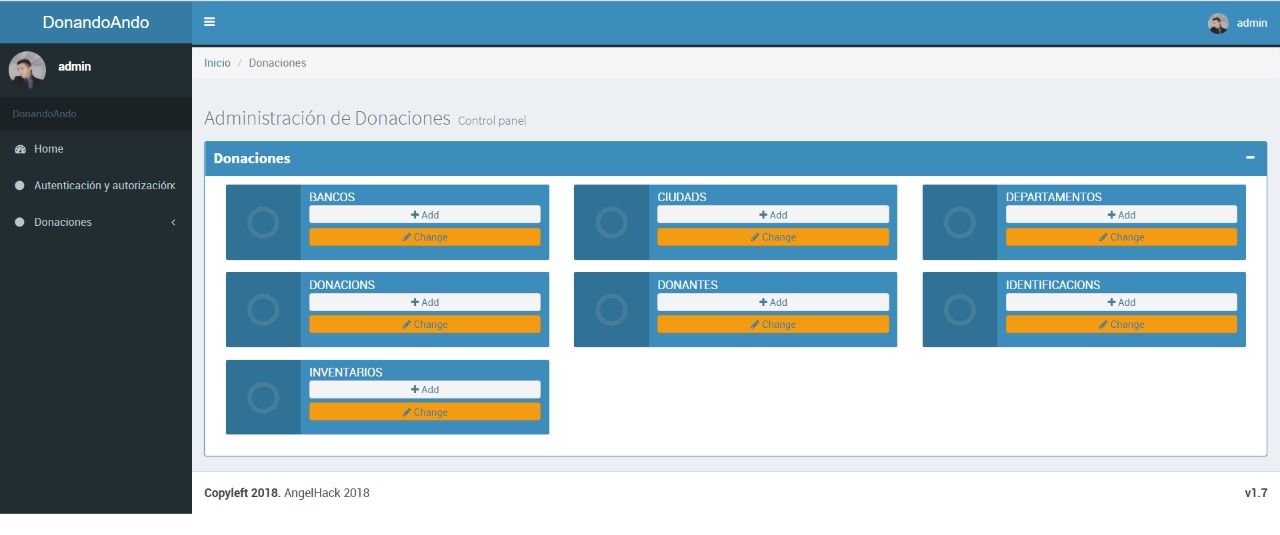 DonandoAndo
admin
admin
DonandoAndo
Home
Autenticación y autorización
Donaciones
Inicio / Donaciones
Administración de Donaciones Control panel
Donaciones
BANCOS
Add
Change
CIUDADS
Add
Change
DEPARTAMENTOS
Add
Change
DONACIONS
Add
Change
DONANTES
Add
Change
IDENTIFICACIONS
Add
Change
INVENTARIOS
Add
Change
Copyleft 2018. AngelHack 2018
v1.7